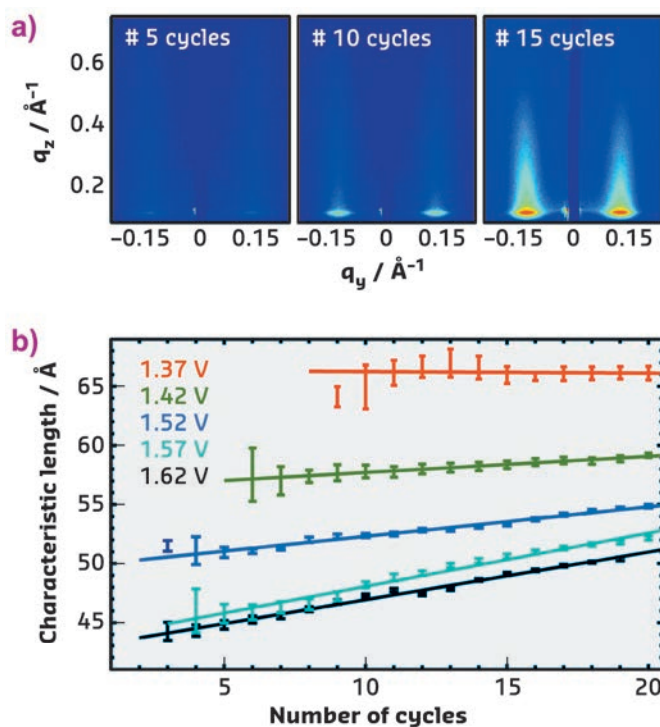 a)
# 5 cycles
# 10 cycles
# 15 cycles
q_z / Å⁻¹
0.6
0.4
0.2
−0.15 0 0.15
−0.15 0 0.15
−0.15 0 0.15
q_y / Å⁻¹
b)
Characteristic length / Å
65
60
55
50
45
1.37 V
1.42 V
1.52 V
1.57 V
1.62 V
5 10 15 20
Number of cycles